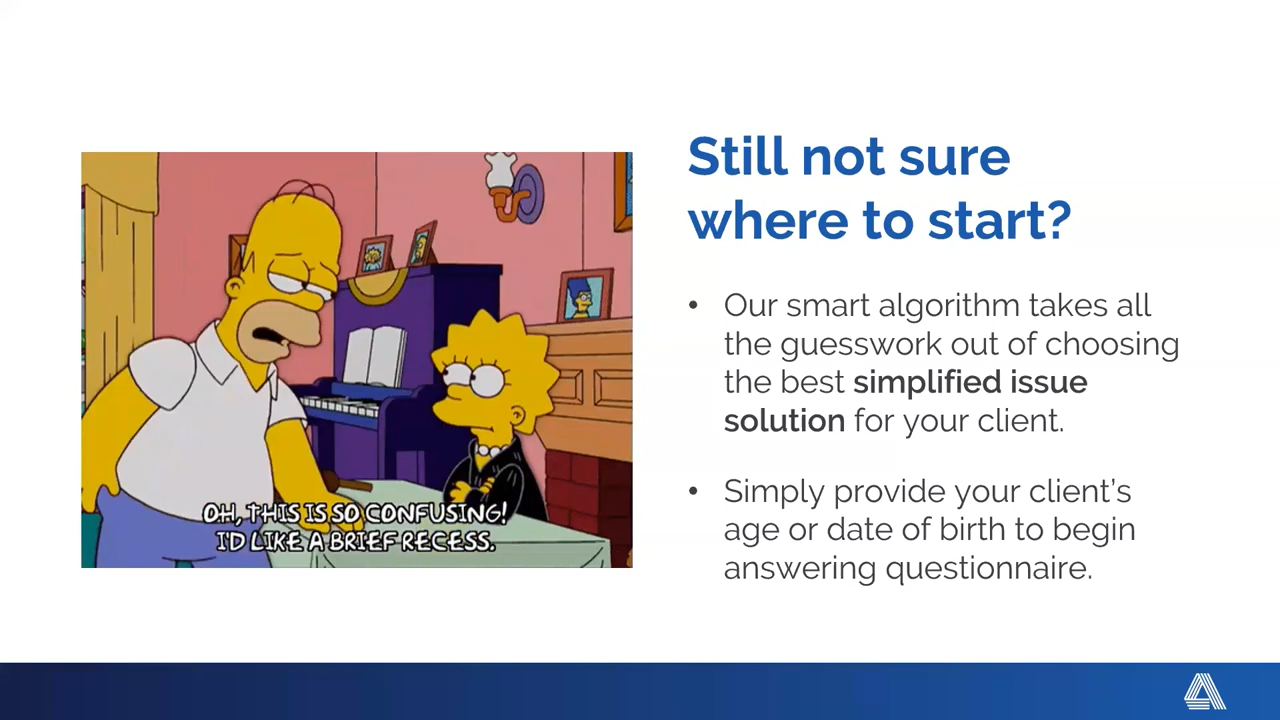 Still not sure
where to start?
• Our smart algorithm takes all
the guesswork out of choosing
the best simplified issue
solution for your client.
• Simply provide your client's
age or date of birth to begin
answering questionnaire.
OH, THIS IS SO CONFUSING!
I'D LIKE A BRIEF RECESS.